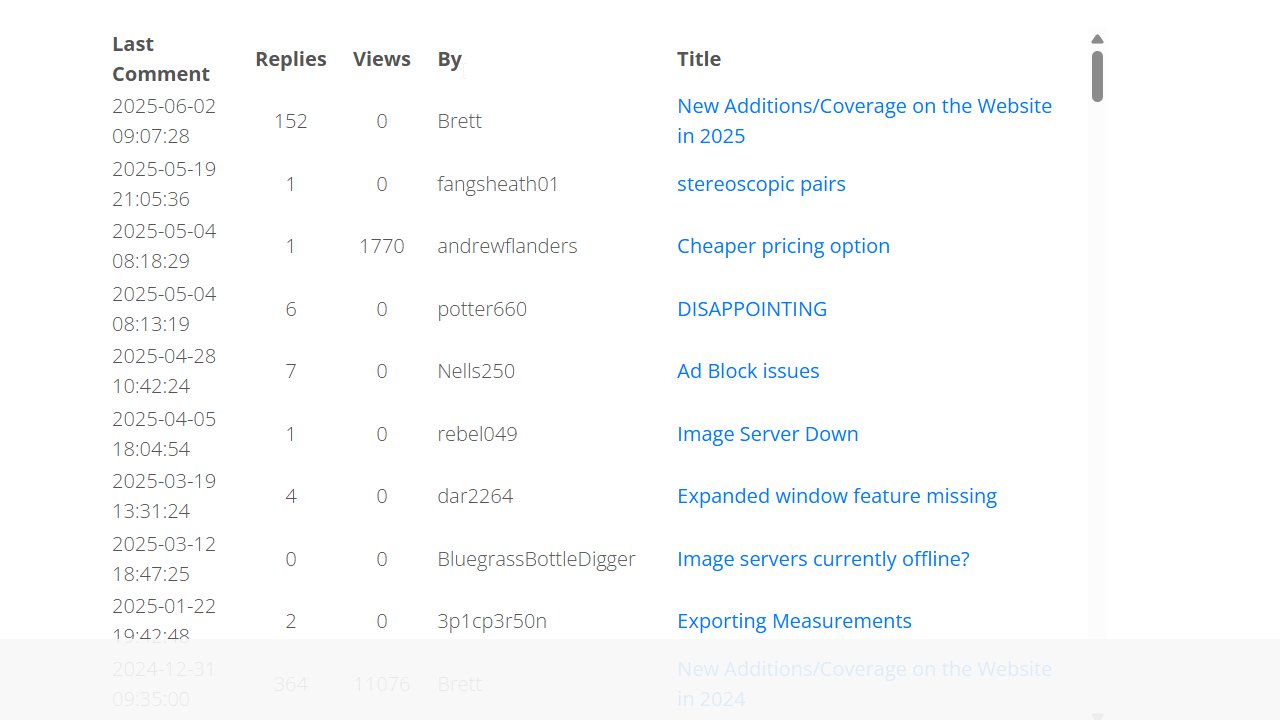 Last
Comment
Replies
Views
By
Title
2025-06-02
09:07:28
152
0
Brett
New Additions/Coverage on the Website
in 2025
2025-05-19
21:05:36
1
0
fangsheath01
stereoscopic pairs
2025-05-04
08:18:29
1
1770
andrewflanders
Cheaper pricing option
2025-05-04
08:13:19
6
0
potter660
DISAPPOINTING
2025-04-28
10:42:24
7
0
Nells250
Ad Block issues
2025-04-05
18:04:54
1
0
rebel049
Image Server Down
2025-03-19
13:31:24
4
0
dar2264
Expanded window feature missing
2025-03-12
18:47:25
0
0
BluegrassBottleDigger
Image servers currently offline?
2025-01-22
19:42:48
2
0
3p1cp3r50n
Exporting Measurements
2024-12-31
09:35:00
364
11076
Brett
New Additions/Coverage on the Website
in 2024